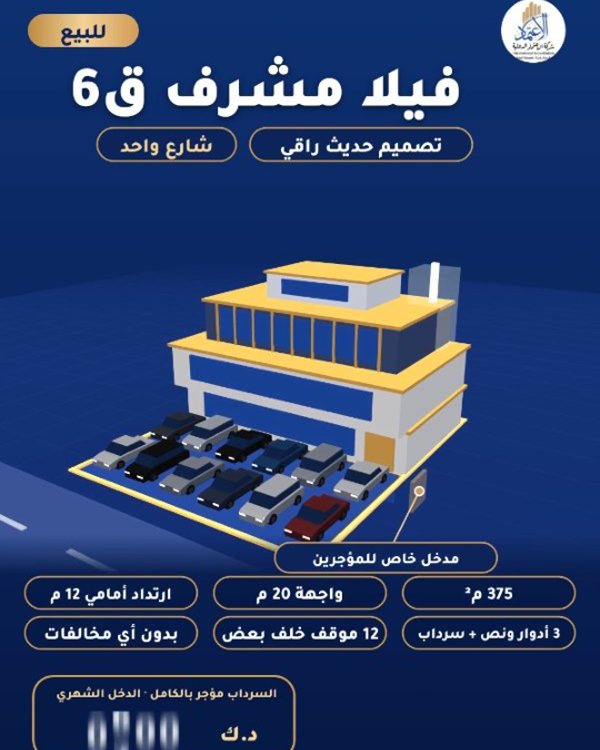 للبيع
الاعتماد
فيلا مشرف ق6
تصميم حديث راقي
شارع واحد
مدخل خاص للمؤجرين
375 م²
واجهة 20 م
ارتداد أمامي 12 م
3 أدوار ونص + سرداب
12 موقف خلف بعض
بدون أي مخالفات
السرداب مؤجر بالكامل · الدخل الشهري
د.ك